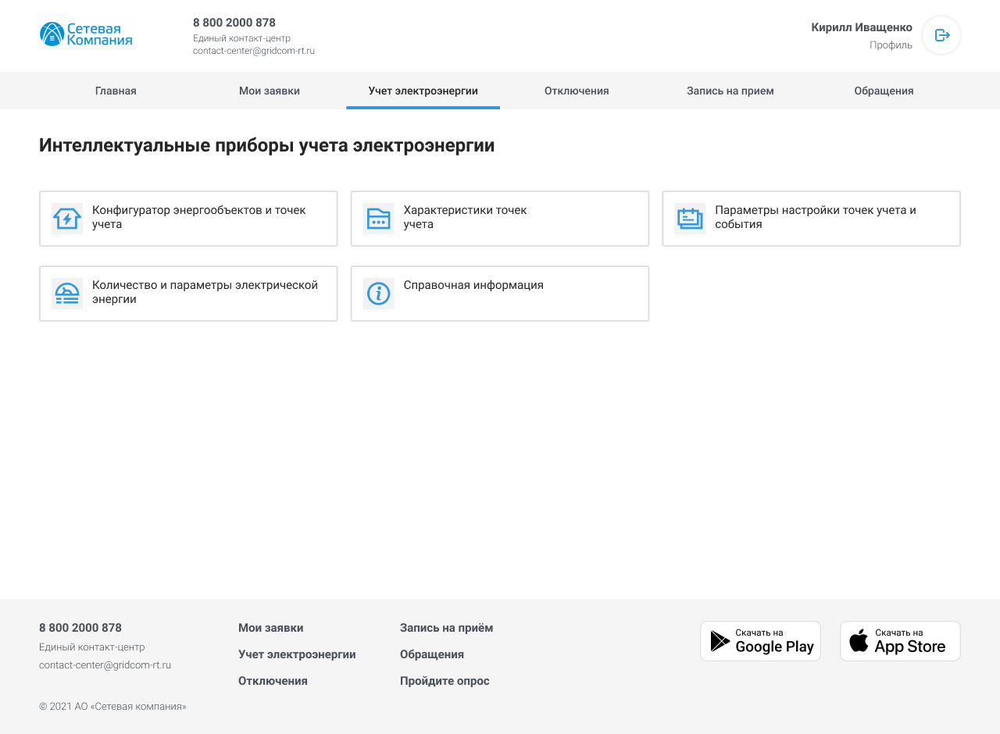 Сетевая
Компания
8 800 2000 878
Единый контакт-центр
contact-center@gridcom-rt.ru
Кирилл Иващенко
Профиль
Главная
Мои заявки
Учет электроэнергии
Отключения
Запись на прием
Обращения
Интеллектуальные приборы учета электроэнергии
Конфигуратор энергообъектов и точек
учета
Характеристики точек
учета
Параметры настройки точек учета и
события
Количество и параметры электрической
энергии
Справочная информация
8 800 2000 878
Единый контакт-центр
contact-center@gridcom-rt.ru
© 2021 АО «Сетевая компания»
Мои заявки
Учет электроэнергии
Отключения
Запись на приём
Обращения
Пройдите опрос
Скачать на
Google Play
Скачать на
App Store